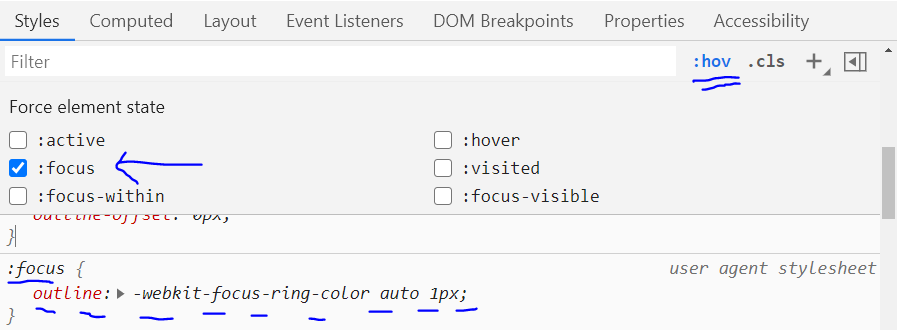 Styles Computed Layout Event Listeners DOM Breakpoints Properties Accessibility
Filter :hov .cls +
Force element state
:active :hover
:focus :visited
:focus-within :focus-visible
outline-offset: 0px;
}
:focus { user agent stylesheet
outline: -webkit-focus-ring-color auto 1px;
}